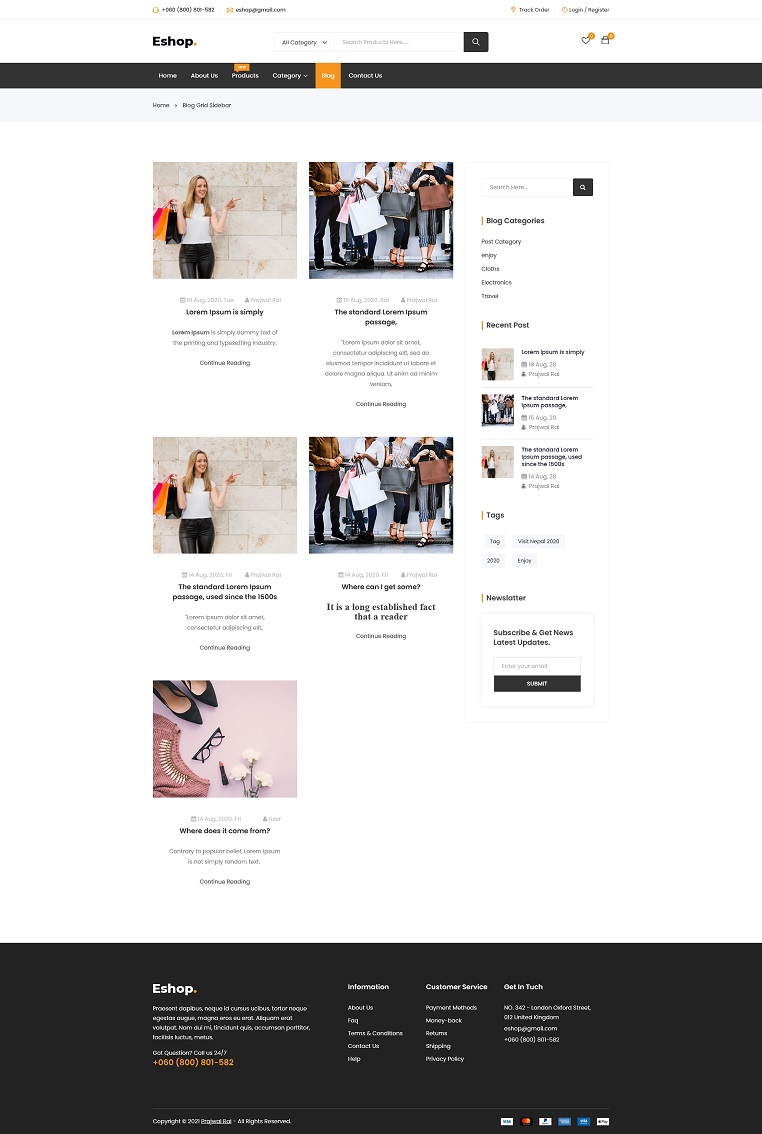 +060 (800) 801-582 eshop@gmail.com Track Order Login / Register
Eshop. All Category Search Products Here..... 0 0
New
Home About Us Products Category Blog Contact Us
Home Blog Grid Sidebar
18 Aug, 2020. Tue Prajwal Rai
Lorem Ipsum is simply
Lorem Ipsum is simply dummy text of
the printing and typesetting industry.
Continue Reading
15 Aug, 2020. Sat Prajwal Rai
The standard Lorem Ipsum
passage,
"Lorem ipsum dolor sit amet,
consectetur adipiscing elit, sed do
eiusmod tempor incididunt ut labore et
dolore magna aliqua. Ut enim ad minim
veniam,
Continue Reading
14 Aug, 2020. Fri Prajwal Rai
The standard Lorem Ipsum
passage, used since the 1500s
"Lorem ipsum dolor sit amet,
consectetur adipiscing elit,
Continue Reading
14 Aug, 2020. Fri Prajwal Rai
Where can I get some?
It is a long established fact
that a reader
Continue Reading
14 Aug, 2020. Fri User
Where does it come from?
Contrary to popular belief, Lorem Ipsum
is not simply random text.
Continue Reading
Search Here...
Blog Categories
Post Category
enjoy
Cloths
Electronics
Travel
Recent Post
Lorem Ipsum is simply
18 Aug, 20
Prajwal Rai
The standard Lorem
Ipsum passage,
15 Aug, 20
Prajwal Rai
The standard Lorem
Ipsum passage, used
since the 1500s
14 Aug, 20
Prajwal Rai
Tags
Tag Visit Nepal 2020
2020 Enjoy
Newslatter
Subscribe & Get News
Latest Updates.
Enter your email
SUBMIT
Eshop.
Praesent dapibus, neque id cursus ucibus, tortor neque
egestas augue, magna eros eu erat. Aliquam erat
volutpat. Nam dui mi, tincidunt quis, accumsan porttitor,
facilisis luctus, metus.
Got Question? Call us 24/7
+060 (800) 801-582
Information
About Us
Faq
Terms & Conditions
Contact Us
Help
Customer Service
Payment Methods
Money-back
Returns
Shipping
Privacy Policy
Get In Tuch
NO. 342 - London Oxford Street,
012 United Kingdom
eshop@gmail.com
+060 (800) 801-582
Copyright © 2021 Prajwal Rai - All Rights Reserved.